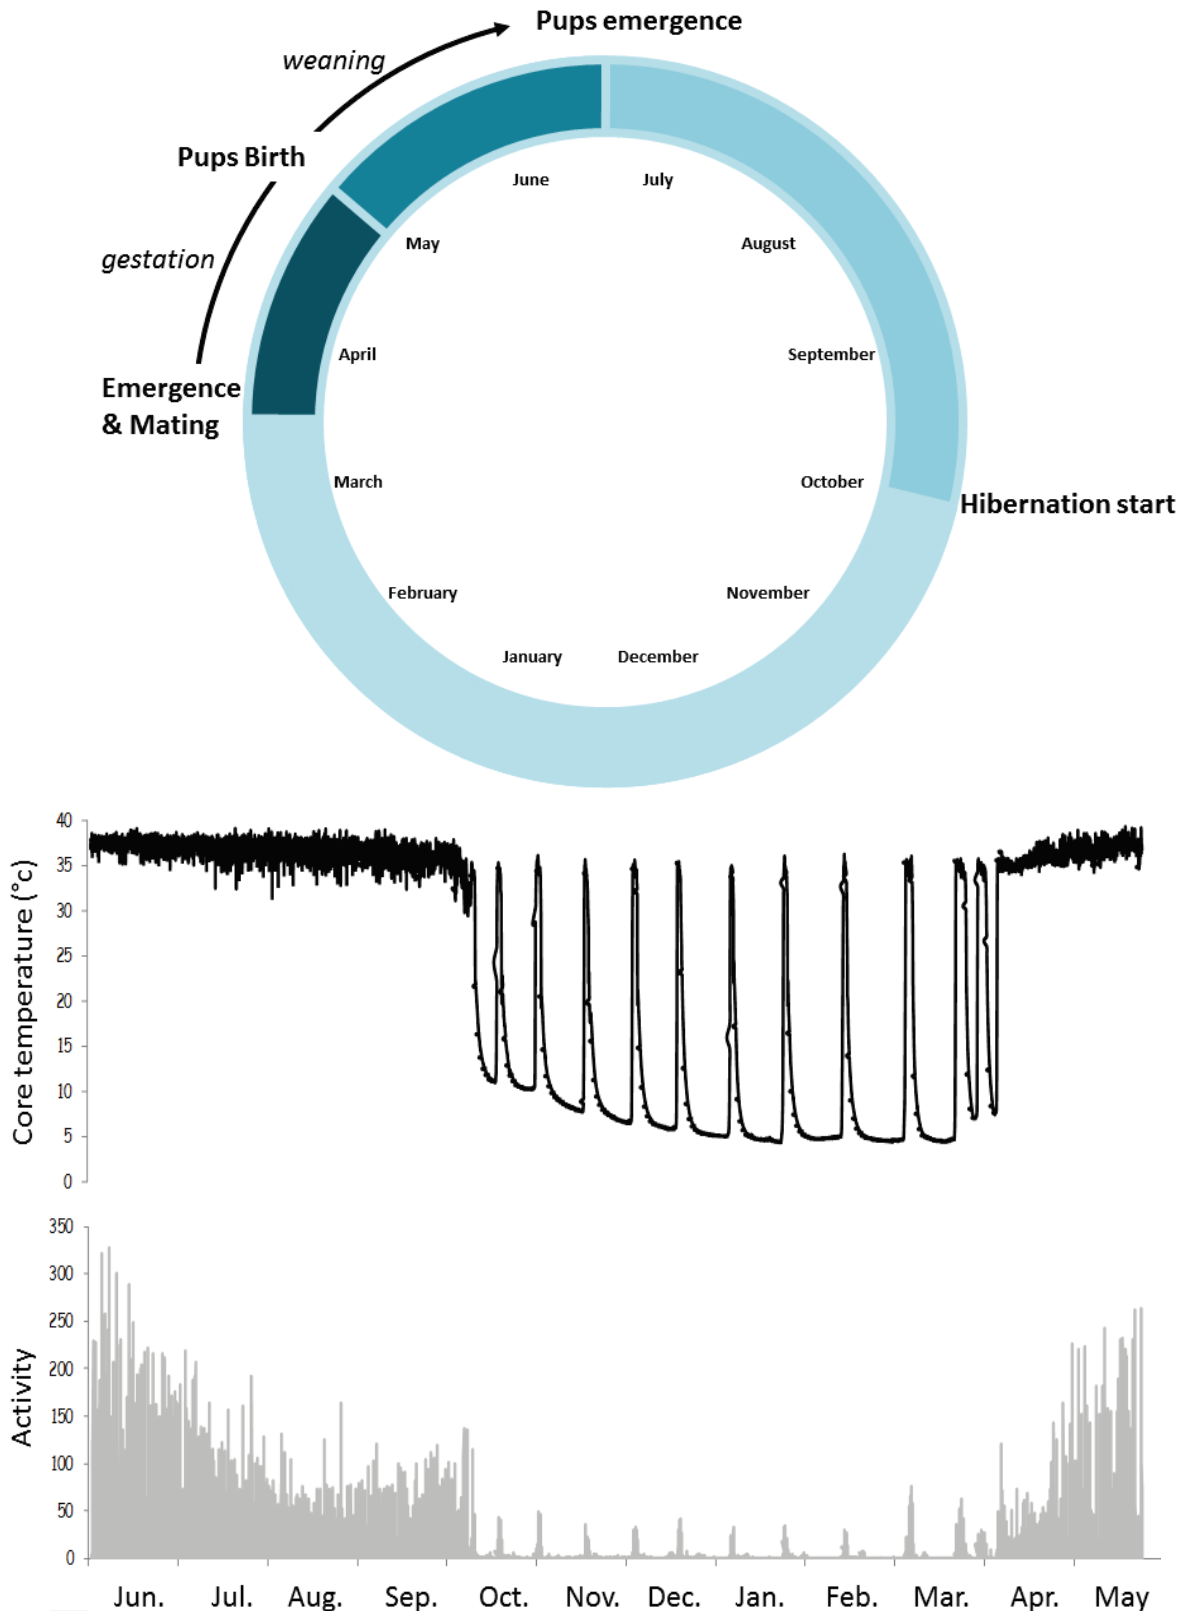 Pups emergence
weaning
Pups Birth
June
July
May
August
gestation
April
September
Emergence
& Mating
March
October
Hibernation start
February
November
January
December
Core temperature (°c)
40
35
30
25
20
15
10
5
0
Activity
350
300
250
200
150
100
50
0
Jun. Jul. Aug. Sep. Oct. Nov. Dec. Jan. Feb. Mar. Apr. May